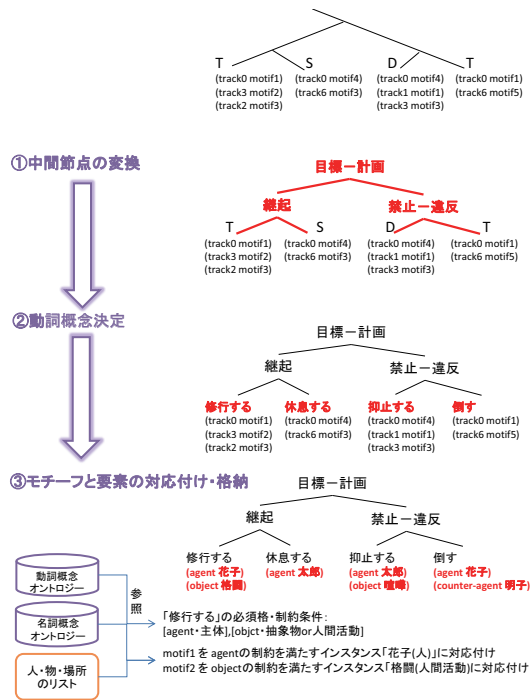 T S D T
(track0 motif1) (track0 motif4) (track0 motif4) (track0 motif1)
(track3 motif2) (track6 motif3) (track1 motif1) (track6 motif5)
(track2 motif3) (track3 motif3)
①中間節点の変換
目標－計画
継起 禁止－違反
T S D T
(track0 motif1) (track0 motif4) (track0 motif4) (track0 motif1)
(track3 motif2) (track6 motif3) (track1 motif1) (track6 motif5)
(track2 motif3) (track3 motif3)
②動詞概念決定
目標－計画
継起 禁止－違反
修行する 休息する 抑止する 倒す
(track0 motif1) (track0 motif4) (track0 motif4) (track0 motif1)
(track3 motif2) (track6 motif3) (track1 motif1) (track6 motif5)
(track2 motif3) (track3 motif3)
③モチーフと要素の対応付け・格納
目標－計画
継起 禁止－違反
修行する 休息する 抑止する 倒す
(agent 花子) (agent 太郎) (agent 太郎) (agent 花子)
(object 格闘) (object 喧嘩) (counter-agent 明子)
動詞概念
オントロジー
名詞概念
オントロジー
人・物・場所
のリスト
参照
「修行する」の必須格・制約条件:
[agent・主体],[objct・抽象物or人間活動]
motif1 を agentの制約を満たすインスタンス「花子(人)」に対応付け
motif2 を objectの制約を満たすインスタンス「格闘(人間活動)に対応付け